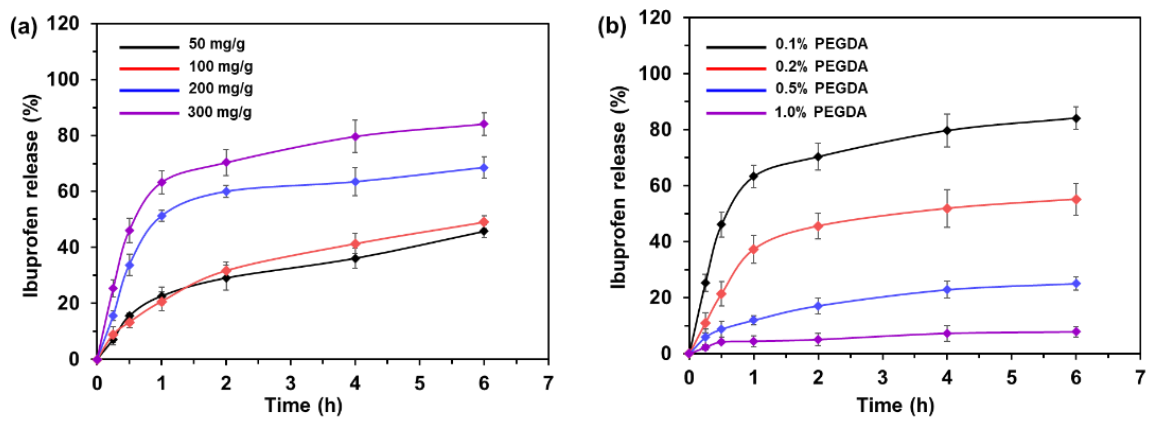 (a)
Ibuprofen release (%)
120
100
80
60
40
20
0
50 mg/g
100 mg/g
200 mg/g
300 mg/g
0 1 2 3 4 5 6 7
Time (h)
(b)
Ibuprofen release (%)
120
100
80
60
40
20
0
0.1% PEGDA
0.2% PEGDA
0.5% PEGDA
1.0% PEGDA
0 1 2 3 4 5 6 7
Time (h)